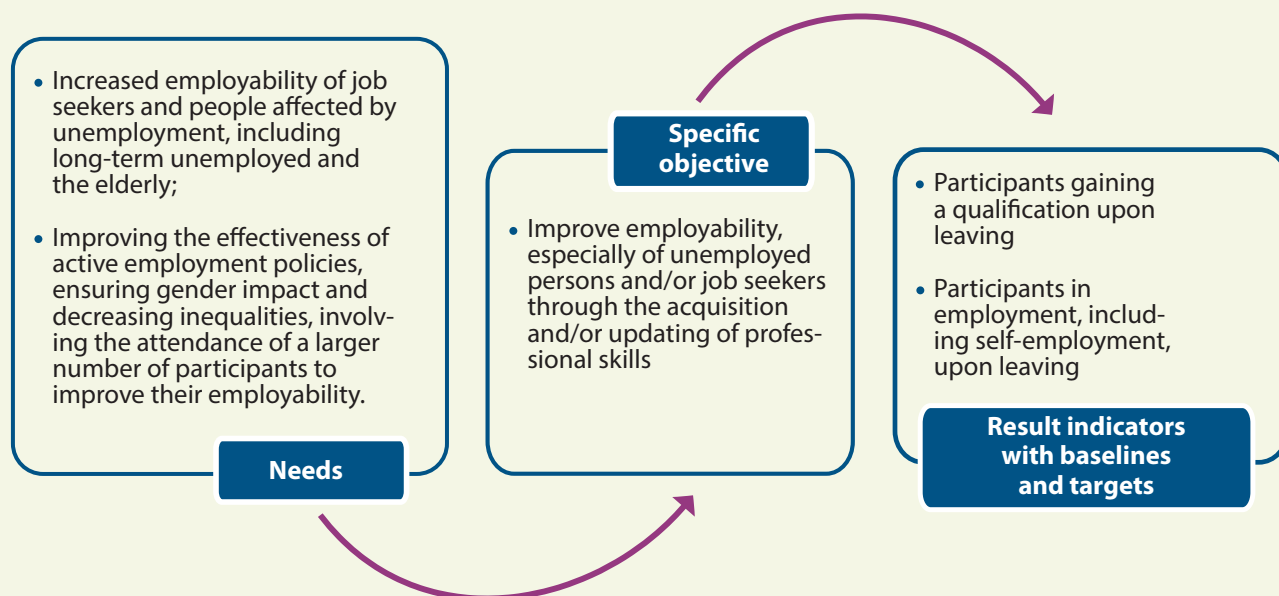 • Increased employability of job
seekers and people affected by
unemployment, including
long-term unemployed and
the elderly;
• Improving the effectiveness of
active employment policies,
ensuring gender impact and
decreasing inequalities, involv-
ing the attendance of a larger
number of participants to
improve their employability.
Needs
Specific
objective
• Improve employability,
especially of unemployed
persons and/or job seekers
through the acquisition
and/or updating of profes-
sional skills
• Participants gaining
a qualification upon
leaving
• Participants in
employment, includ-
ing self-employment,
upon leaving
Result indicators
with baselines
and targets